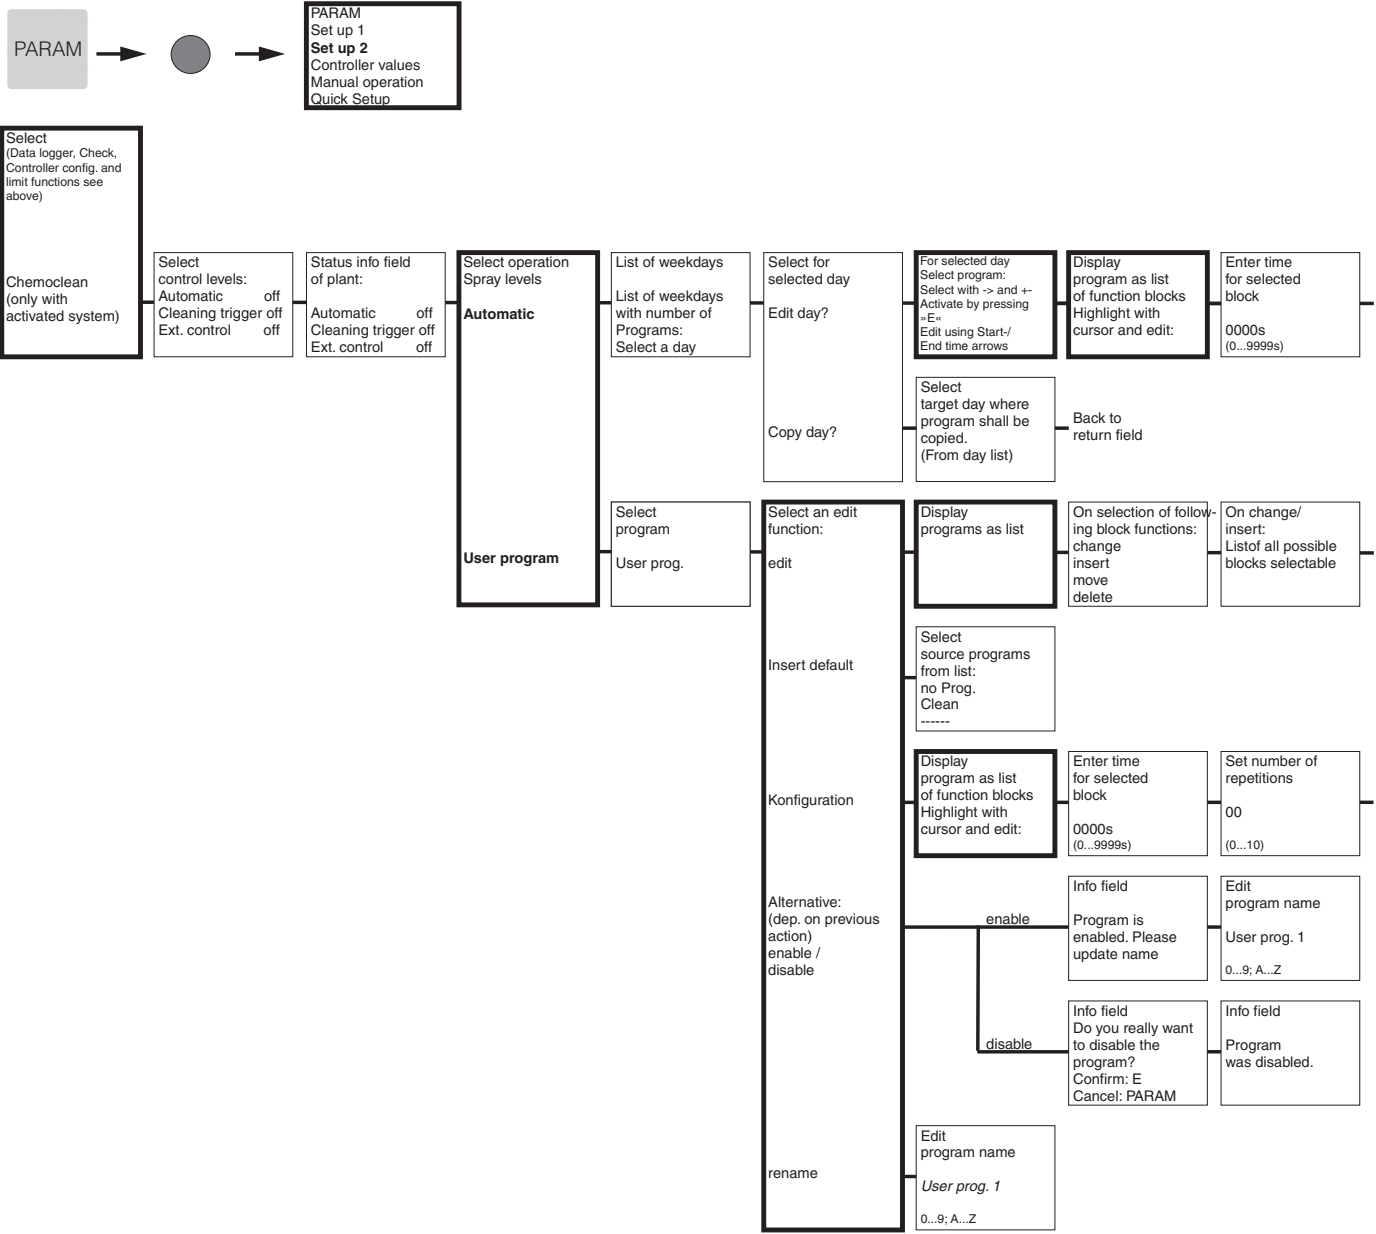 PARAM
PARAM
Set up 1
Set up 2
Controller values
Manual operation
Quick Setup
Select
(Data logger, Check,
Controller config. and
limit functions see
above)
Chemoclean
(only with
activated system)
Select
control levels:
Automatic off
Cleaning trigger off
Ext. control off
Status info field
of plant:
Automatic off
Cleaning trigger off
Ext. control off
Select operation
Spray levels
Automatic
User program
List of weekdays
List of weekdays
with number of
Programs:
Select a day
Select for
selected day
Edit day?
Copy day?
For selected day
Select program:
Select with -> and +-
Activate by pressing
»E«
Edit using Start-/
End time arrows
Display
program as list
of function blocks
Highlight with
cursor and edit:
Enter time
for selected
block
0000s
(0...9999s)
Select
target day where
program shall be
copied.
(From day list)
Back to
return field
Select
program
User prog.
Select an edit
function:
edit
Insert default
Konfiguration
Alternative:
(dep. on previous
action)
enable /
disable
rename
Display
programs as list
On selection of follow-
ing block functions:
change
insert
move
delete
On change/
insert:
Listof all possible
blocks selectable
Select
source programs
from list:
no Prog.
Clean
------
Display
program as list
of function blocks
Highlight with
cursor and edit:
Enter time
for selected
block
0000s
(0...9999s)
Set number of
repetitions
00
(0...10)
enable
Info field
Program is
enabled. Please
update name
Edit
program name
User prog. 1
0...9; A...Z
disable
Info field
Do you really want
to disable the
program?
Confirm: E
Cancel: PARAM
Info field
Program
was disabled.
Edit
program name
User prog. 1
0...9; A...Z